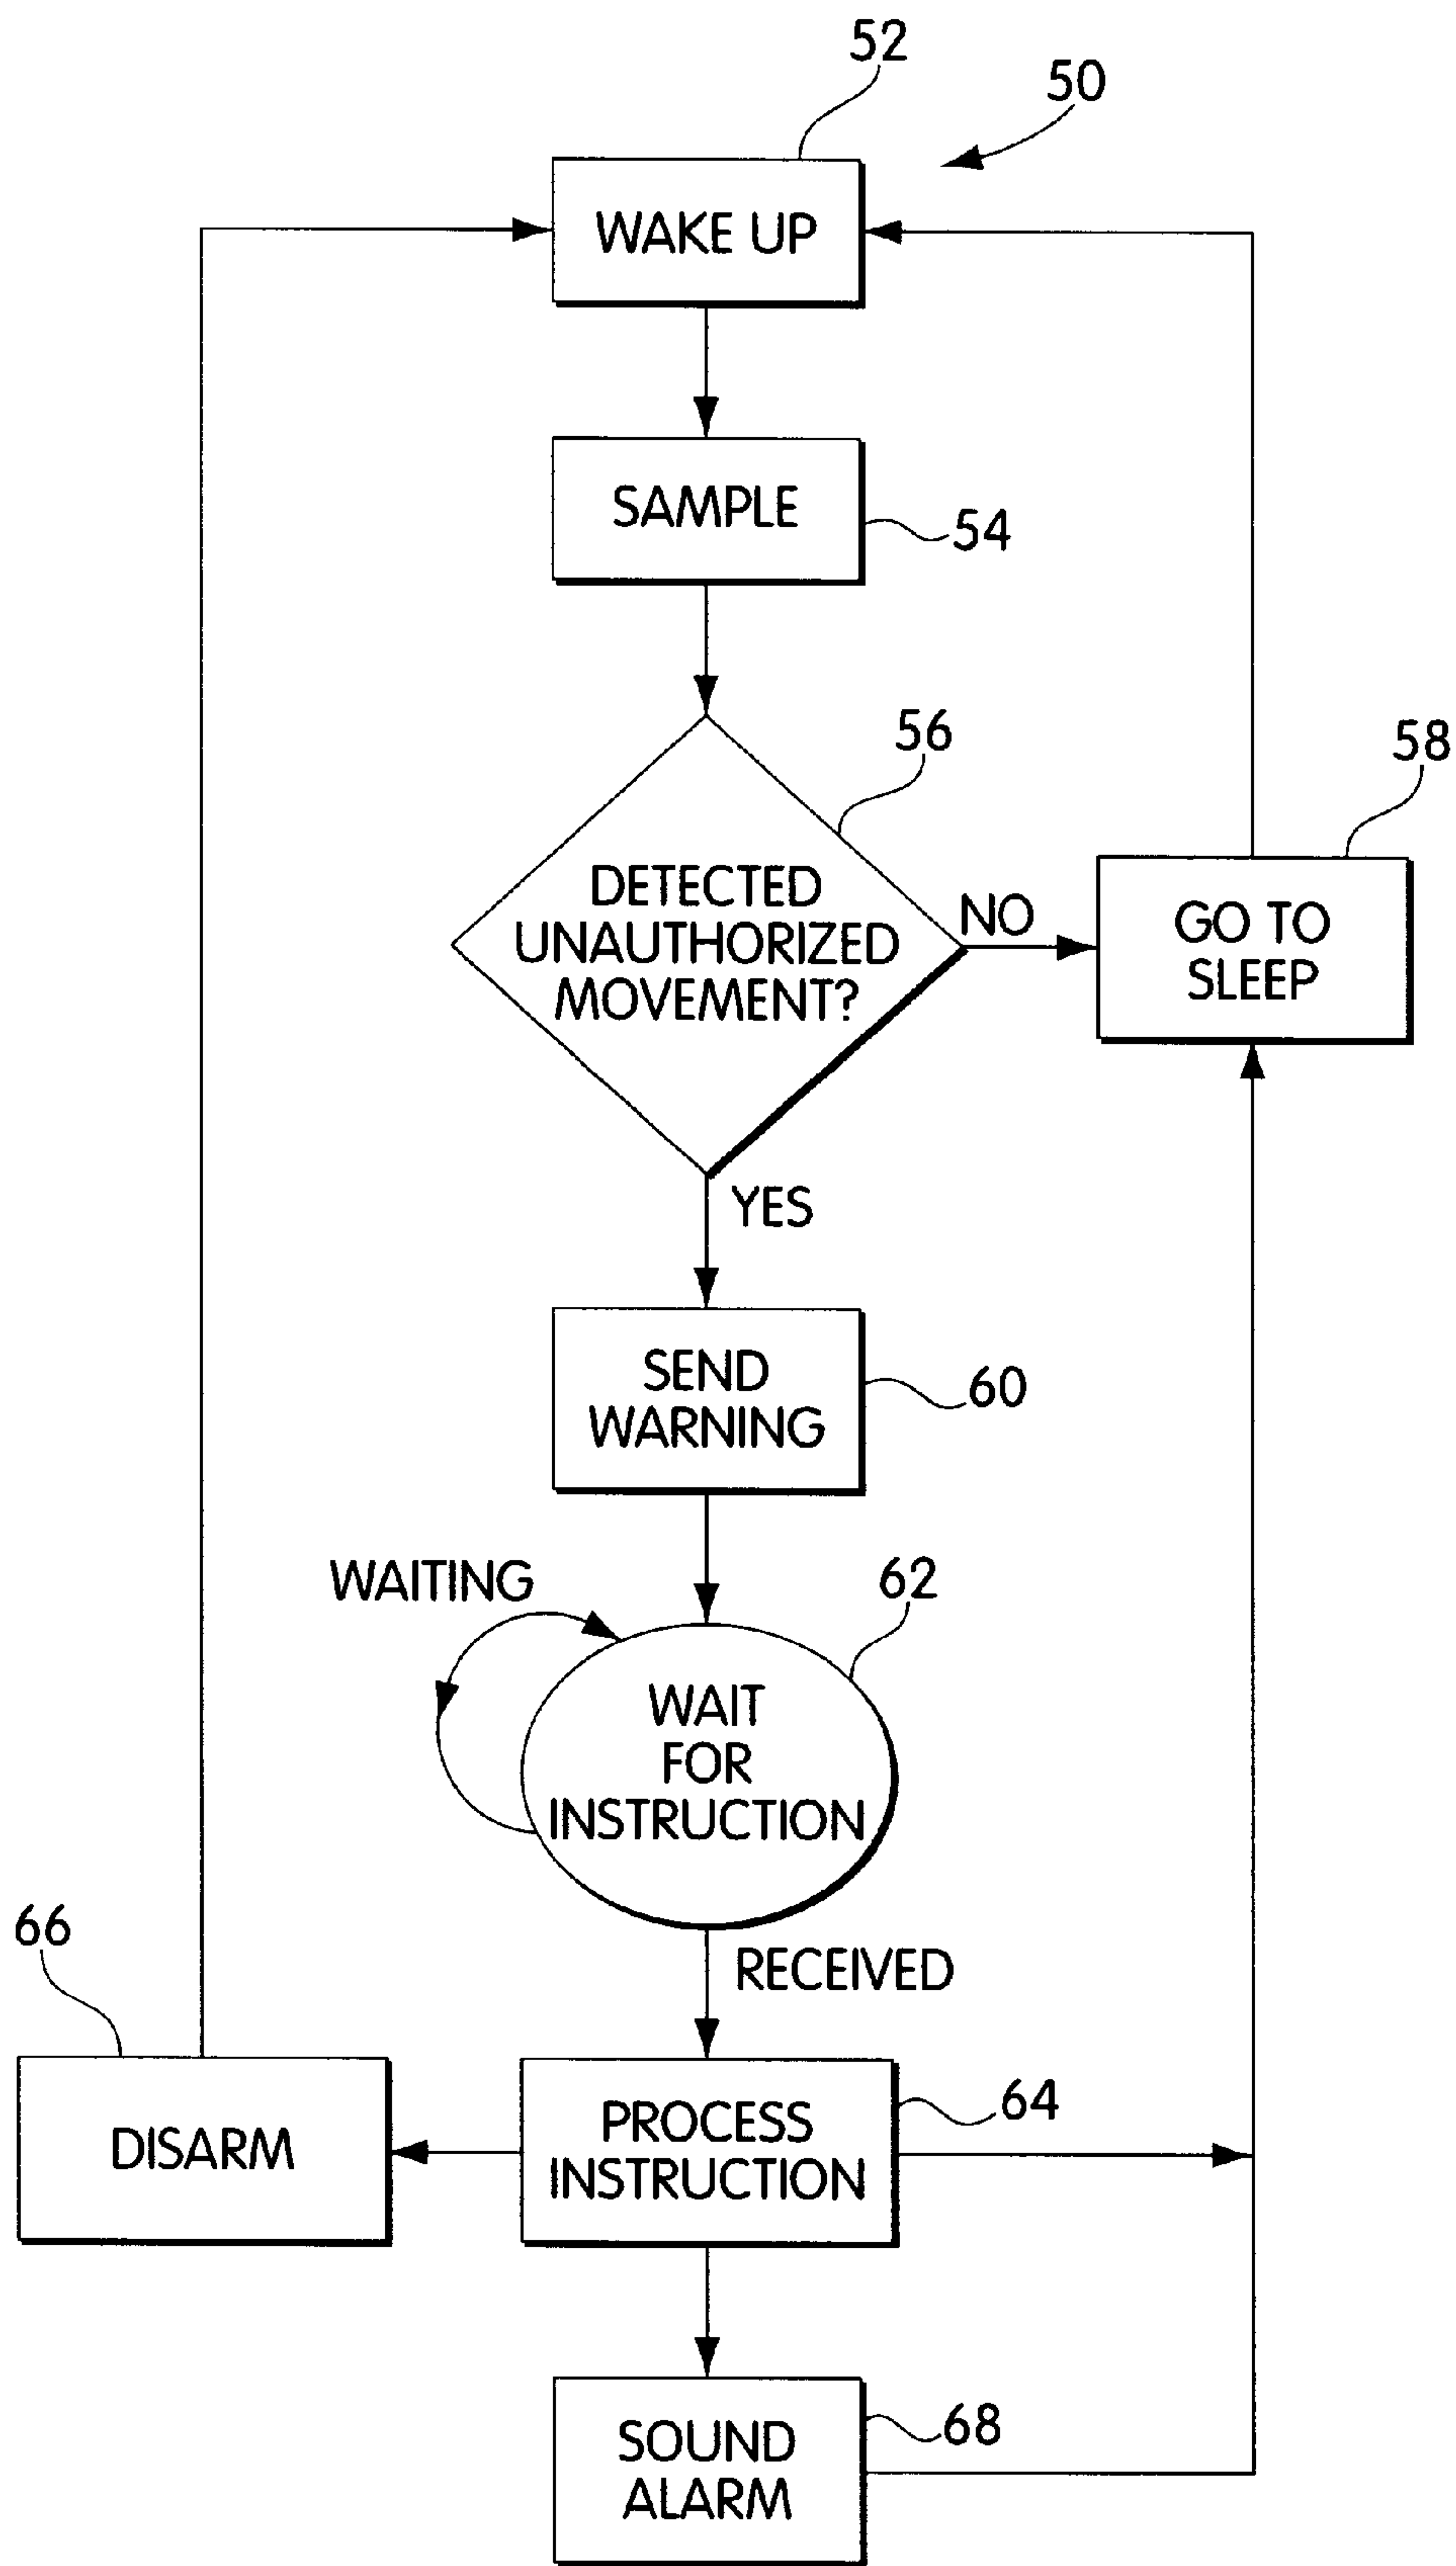 52
50
WAKE UP
SAMPLE
54
56
58
DETECTED
UNAUTHORIZED
MOVEMENT?
NO
GO TO
SLEEP
YES
SEND
WARNING
60
WAITING
62
WAIT
FOR
INSTRUCTION
66
RECEIVED
DISARM
PROCESS
INSTRUCTION
64
SOUND
ALARM
68